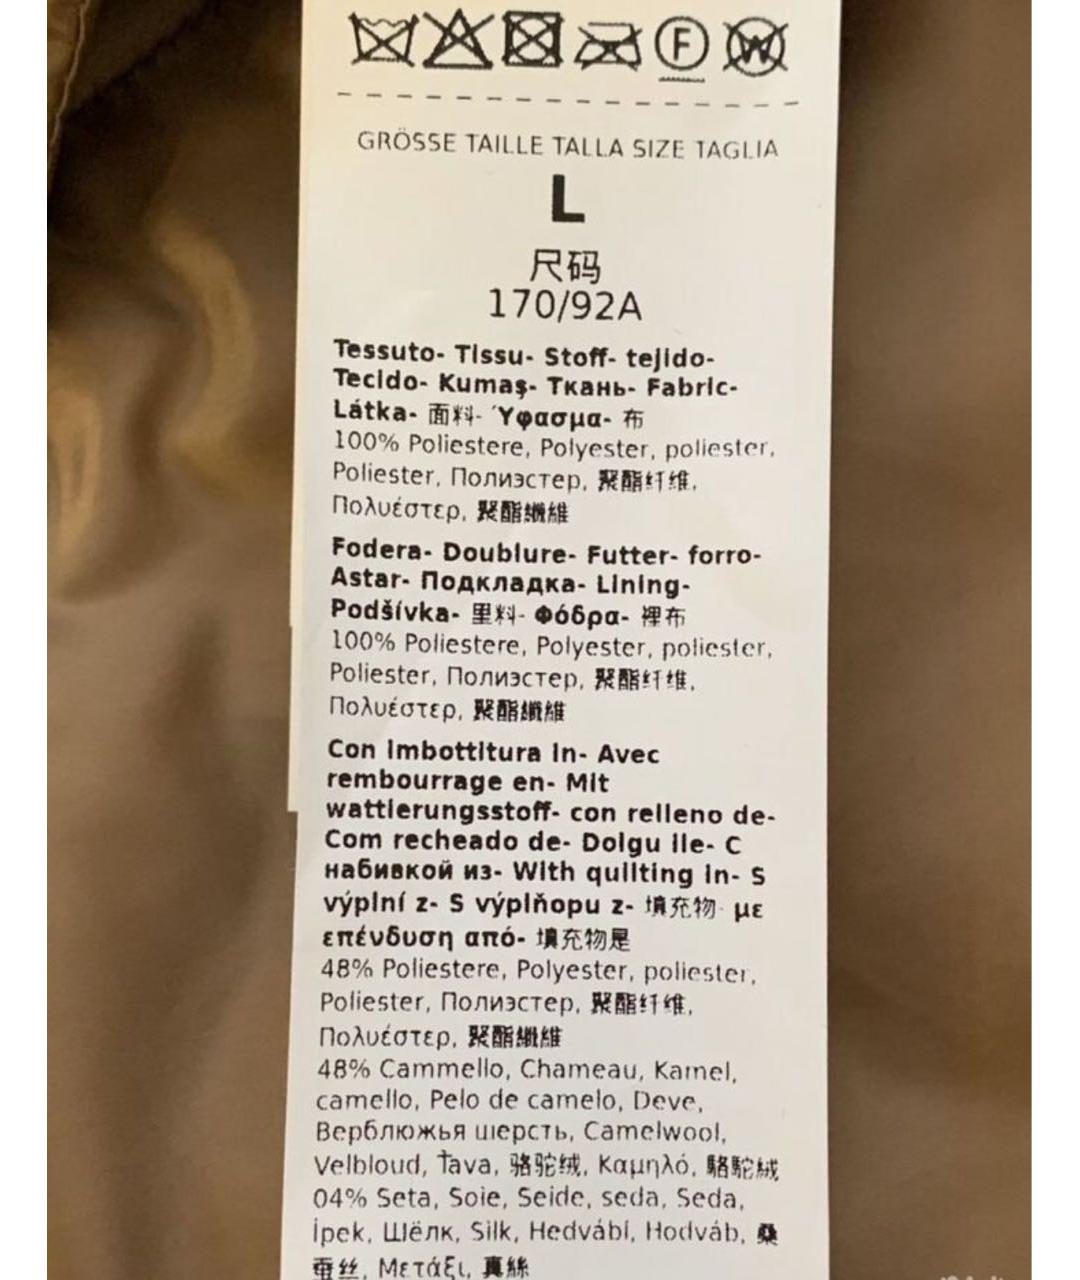 F W
GRÖSSE TAILLE TALLA SIZE TAGLIA
L
尺码
170/92A
Tessuto- Tissu- Stoff- tejido-
Tecido- Kumaş- Ткань- Fabric-
Látka- 面料- Ύφασμα- 布
100% Poliestere, Polyester, poliester,
Poliester, Полиэстер, 聚酯纤维,
Πολυέστερ, 聚酯纖維
Fodera- Doublure- Futter- forro-
Astar- Подкладка- Lining-
Podšívka- 里料- Φόδρα- 裡布
100% Poliestere, Polyester, poliester,
Poliester, Полиэстер, 聚酯纤维,
Πολυέστερ, 聚酯纖維
Con imbottitura in- Avec
rembourrage en- Mit
wattierungsstoff- con relleno de-
Com recheado de- Dolgu ile- С
набивкой из- With quilting in- S
výplní z- S výplňopu z- 填充物- με
επένδυση από- 填充物是
48% Poliestere, Polyester, poliester,
Poliester, Полиэстер, 聚酯纤维,
Πολυέστερ, 聚酯纖維
48% Cammello, Chameau, Kamel,
camello, Pelo de camelo, Deve,
Верблюжья шерсть, Camelwool,
Velbloud, Ťava, 骆驼绒, Καμηλό, 駱駝絨
04% Seta, Soie, Seide, seda, Seda,
İpek, Шёлк, Silk, Hedvábí, Hodváb, 桑
蚕丝, Μετάξι, 真絲